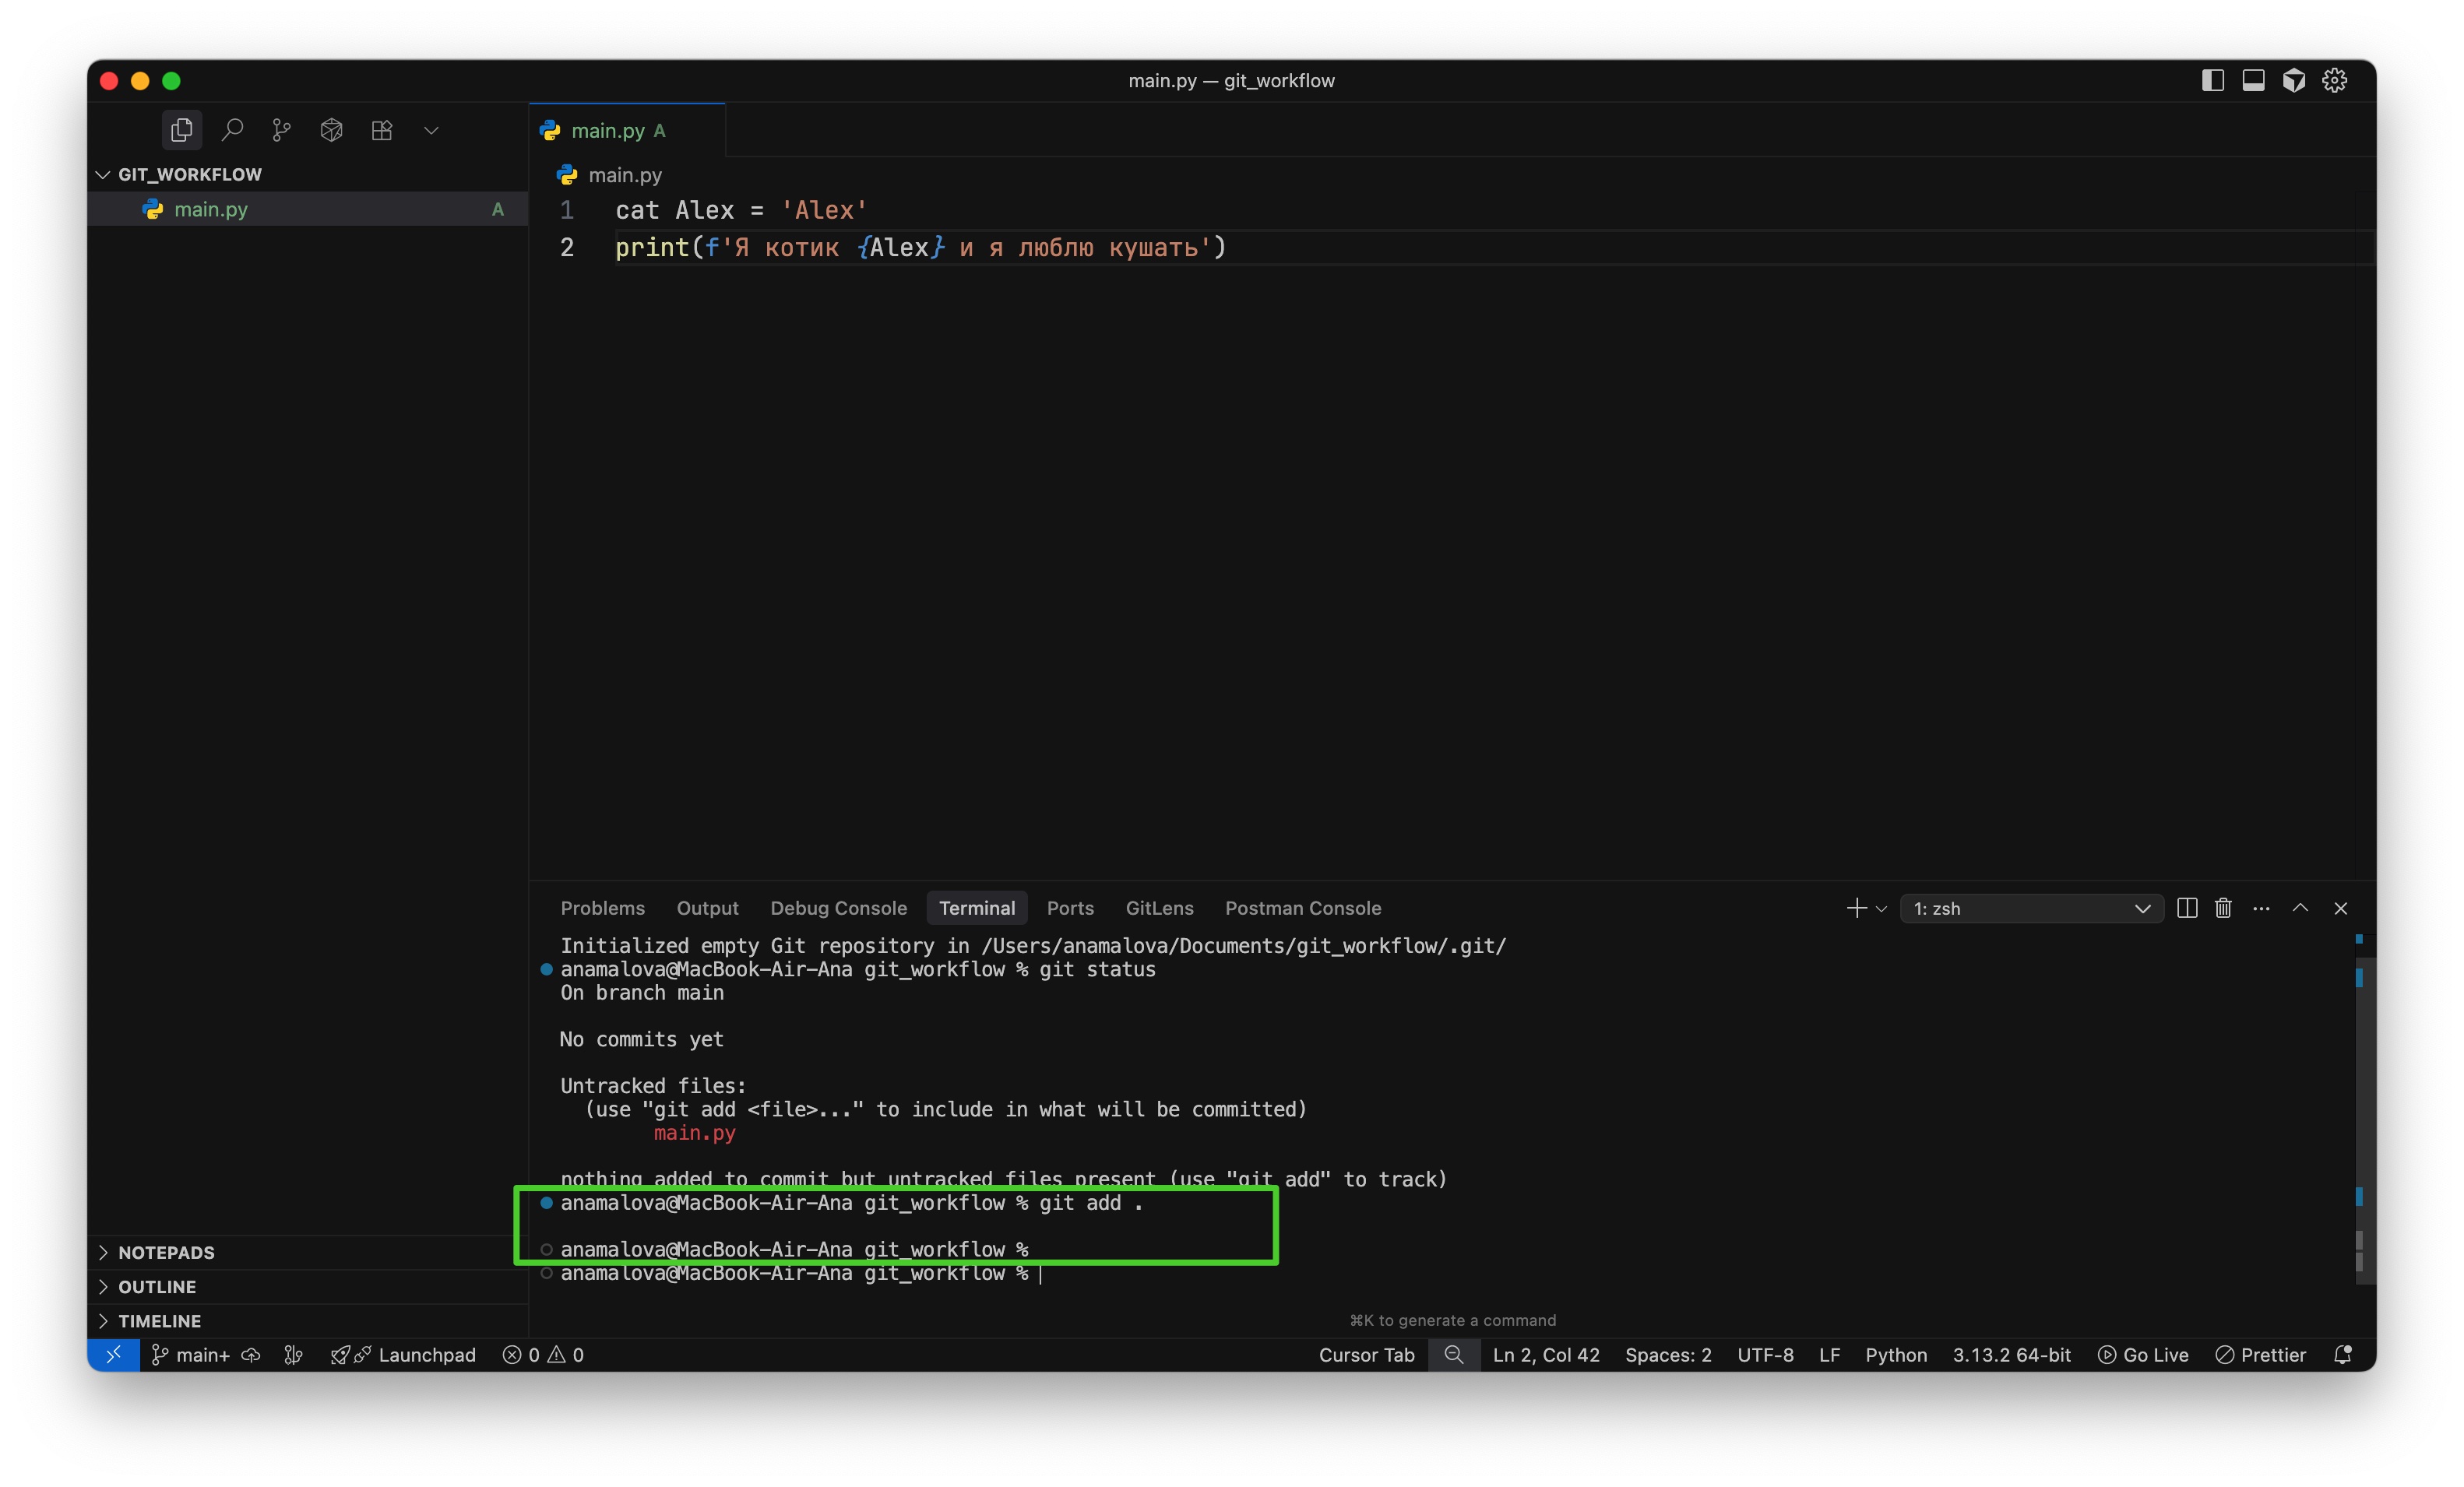 main.py — git_workflow
main.py A
GIT_WORKFLOW
main.py A
main.py
1 cat Alex = 'Alex'
2 print(f'Я котик {Alex} и я люблю кушать')
Problems Output Debug Console Terminal Ports GitLens Postman Console
1: zsh
Initialized empty Git repository in /Users/anamalova/Documents/git_workflow/.git/
anamalova@MacBook-Air-Ana git_workflow % git status
On branch main
No commits yet
Untracked files:
(use "git add <file>..." to include in what will be committed)
main.py
nothing added to commit but untracked files present (use "git add" to track)
anamalova@MacBook-Air-Ana git_workflow % git add .
anamalova@MacBook-Air-Ana git_workflow %
anamalova@MacBook-Air-Ana git_workflow %
⌘K to generate a command
NOTEPADS
OUTLINE
TIMELINE
main+ Launchpad 0 0 Cursor Tab Ln 2, Col 42 Spaces: 2 UTF-8 LF Python 3.13.2 64-bit Go Live Prettier